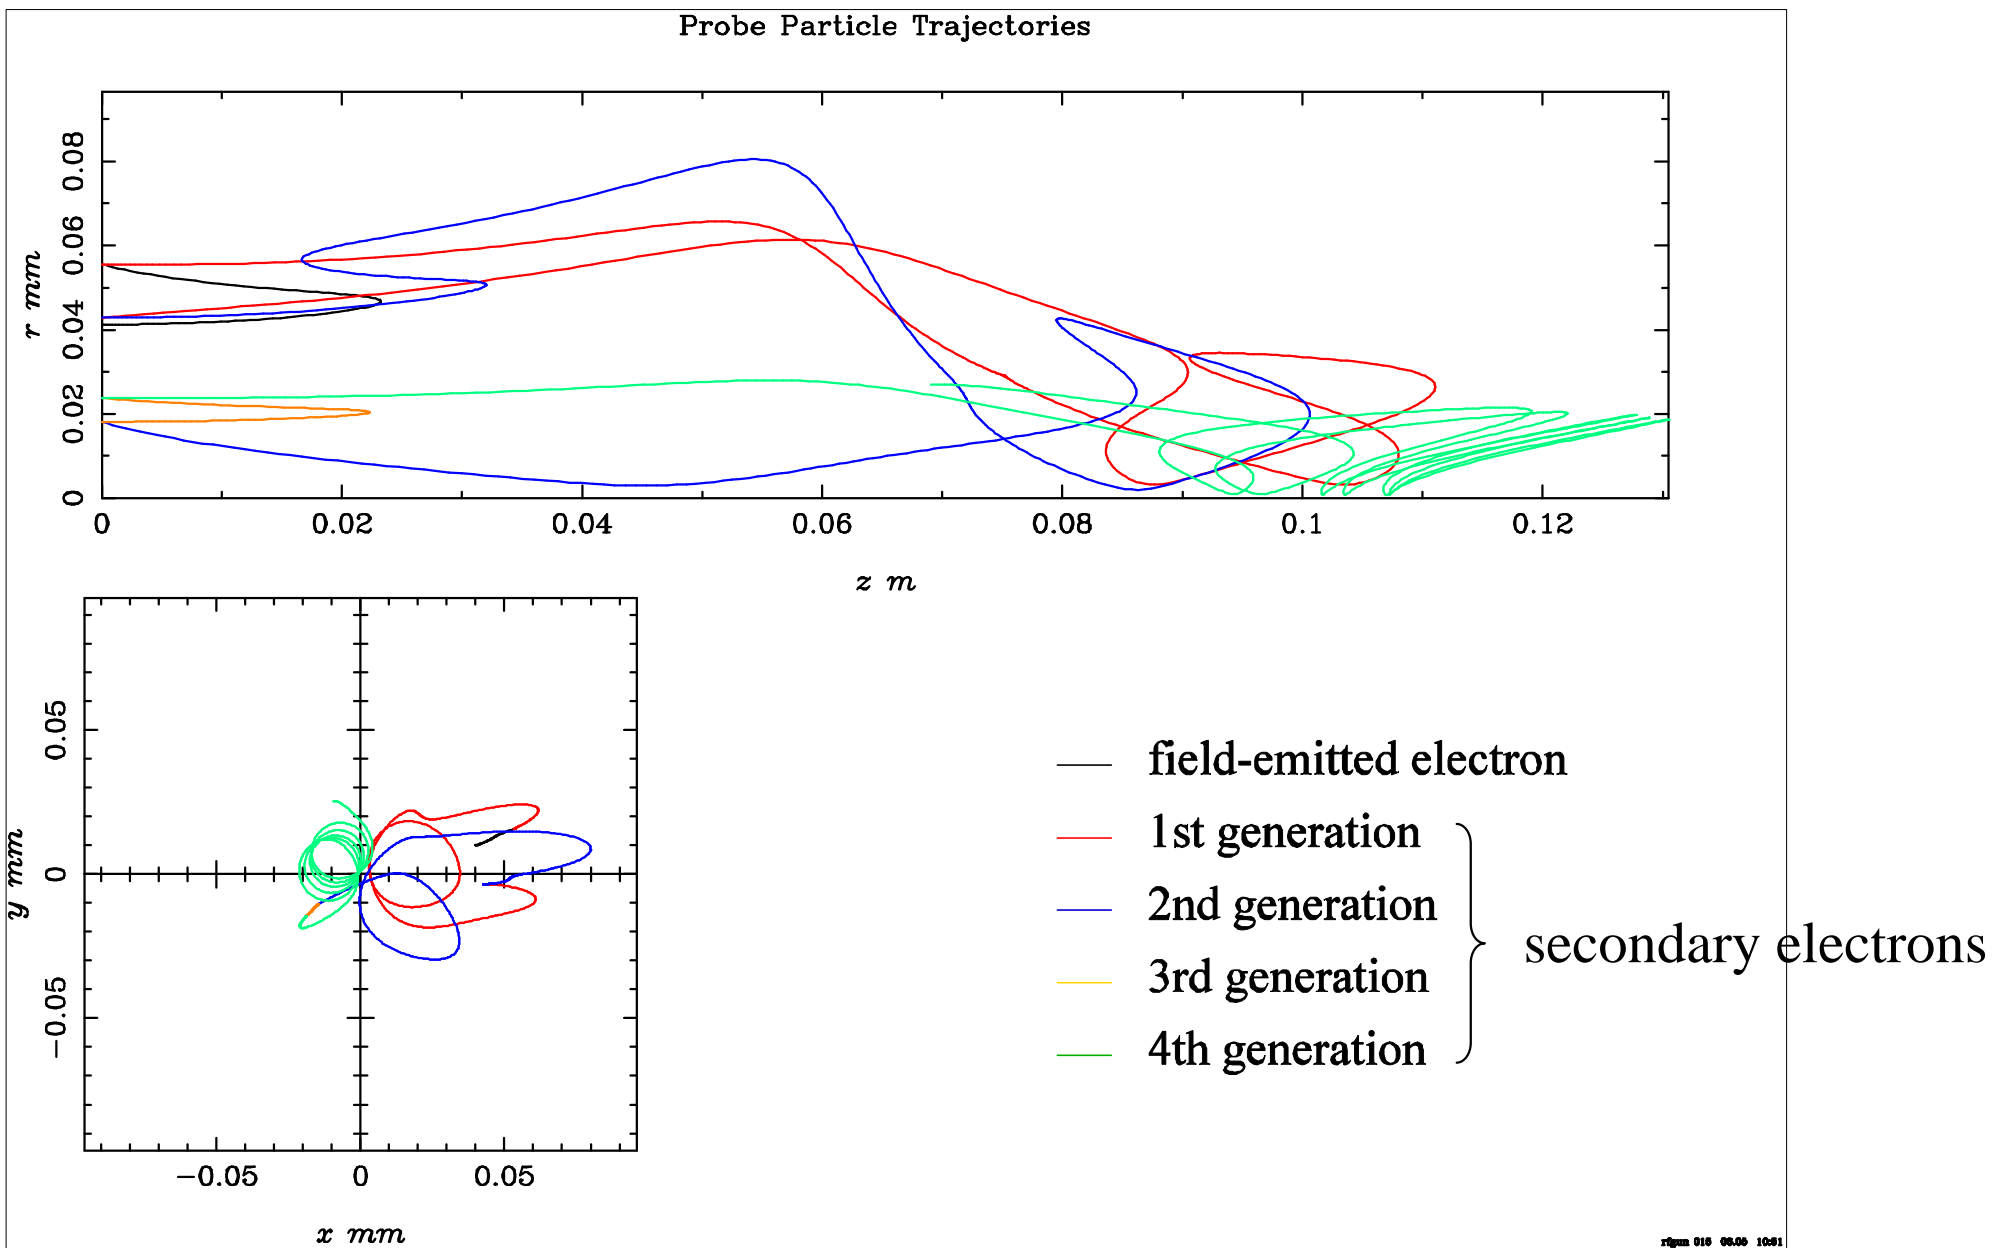 Probe Particle Trajectories
r mm
0.08
0.06
0.04
0.02
0
0 0.02 0.04 0.06 0.08 0.1 0.12
z m
y mm
0.05
0
−0.05
−0.05 0 0.05
x mm
field-emitted electron
1st generation
2nd generation
3rd generation
4th generation
secondary electrons